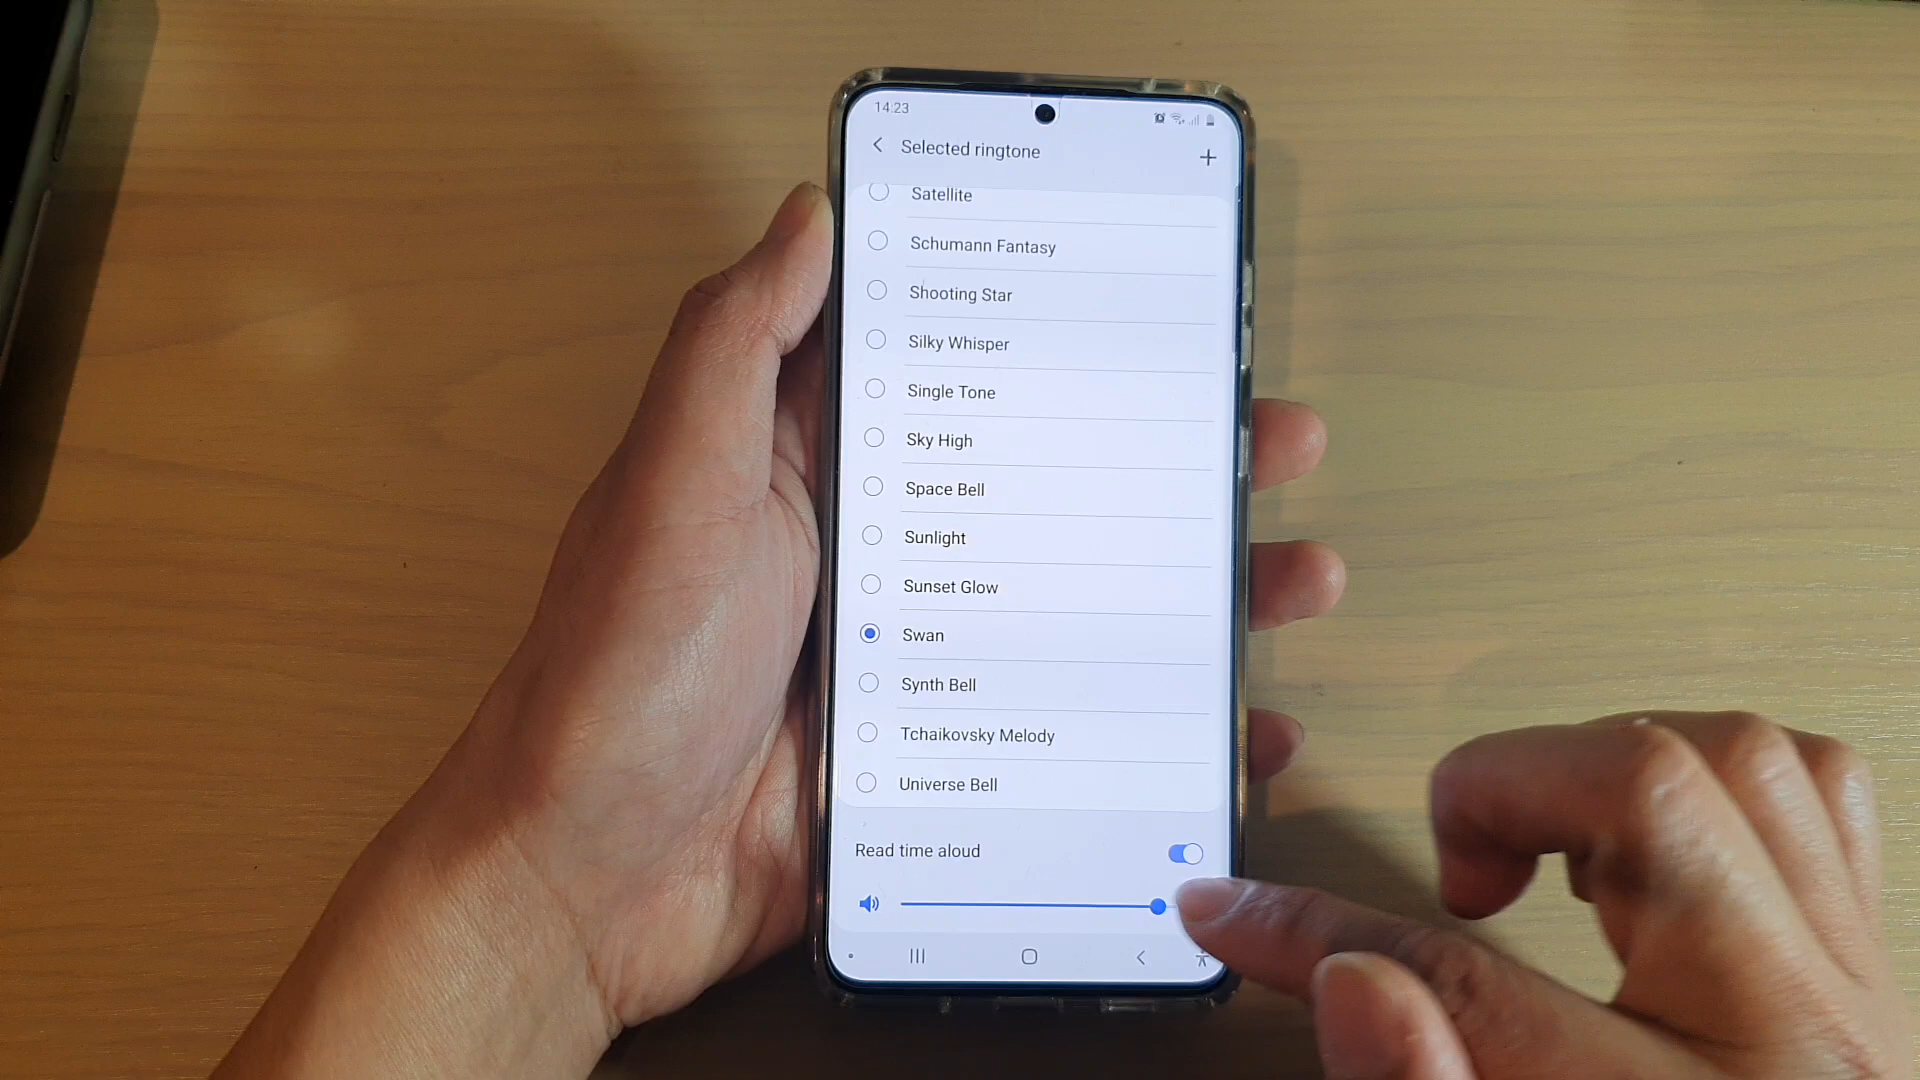 14:23
Selected ringtone
Satellite
Schumann Fantasy
Shooting Star
Silky Whisper
Single Tone
Sky High
Space Bell
Sunlight
Sunset Glow
Swan
Synth Bell
Tchaikovsky Melody
Universe Bell
Read time aloud